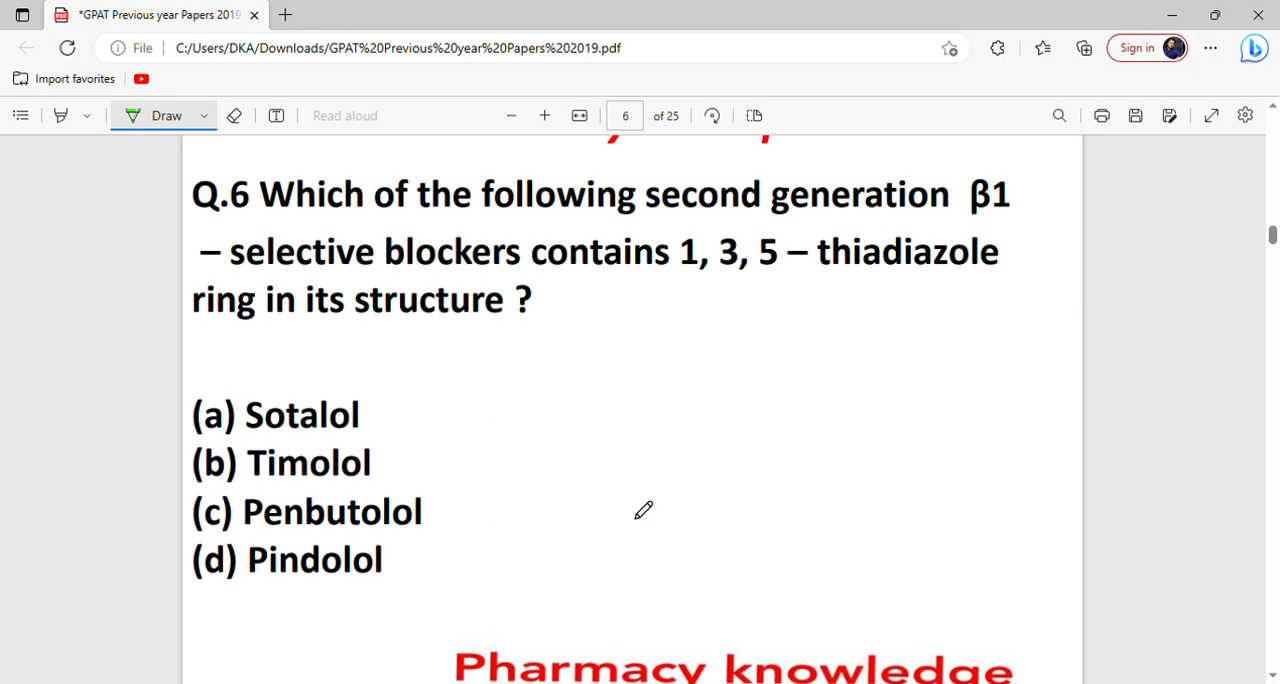 *GPAT Previous year Papers 2019
File
C:/Users/DKA/Downloads/GPAT%20Previous%20year%20Papers%202019.pdf
Sign in
Import favorites
Draw
Read aloud
6 of 25
Q.6 Which of the following second generation β1
– selective blockers contains 1, 3, 5 – thiadiazole
ring in its structure ?
(a) Sotalol
(b) Timolol
(c) Penbutolol
(d) Pindolol
Pharmacy knowledge